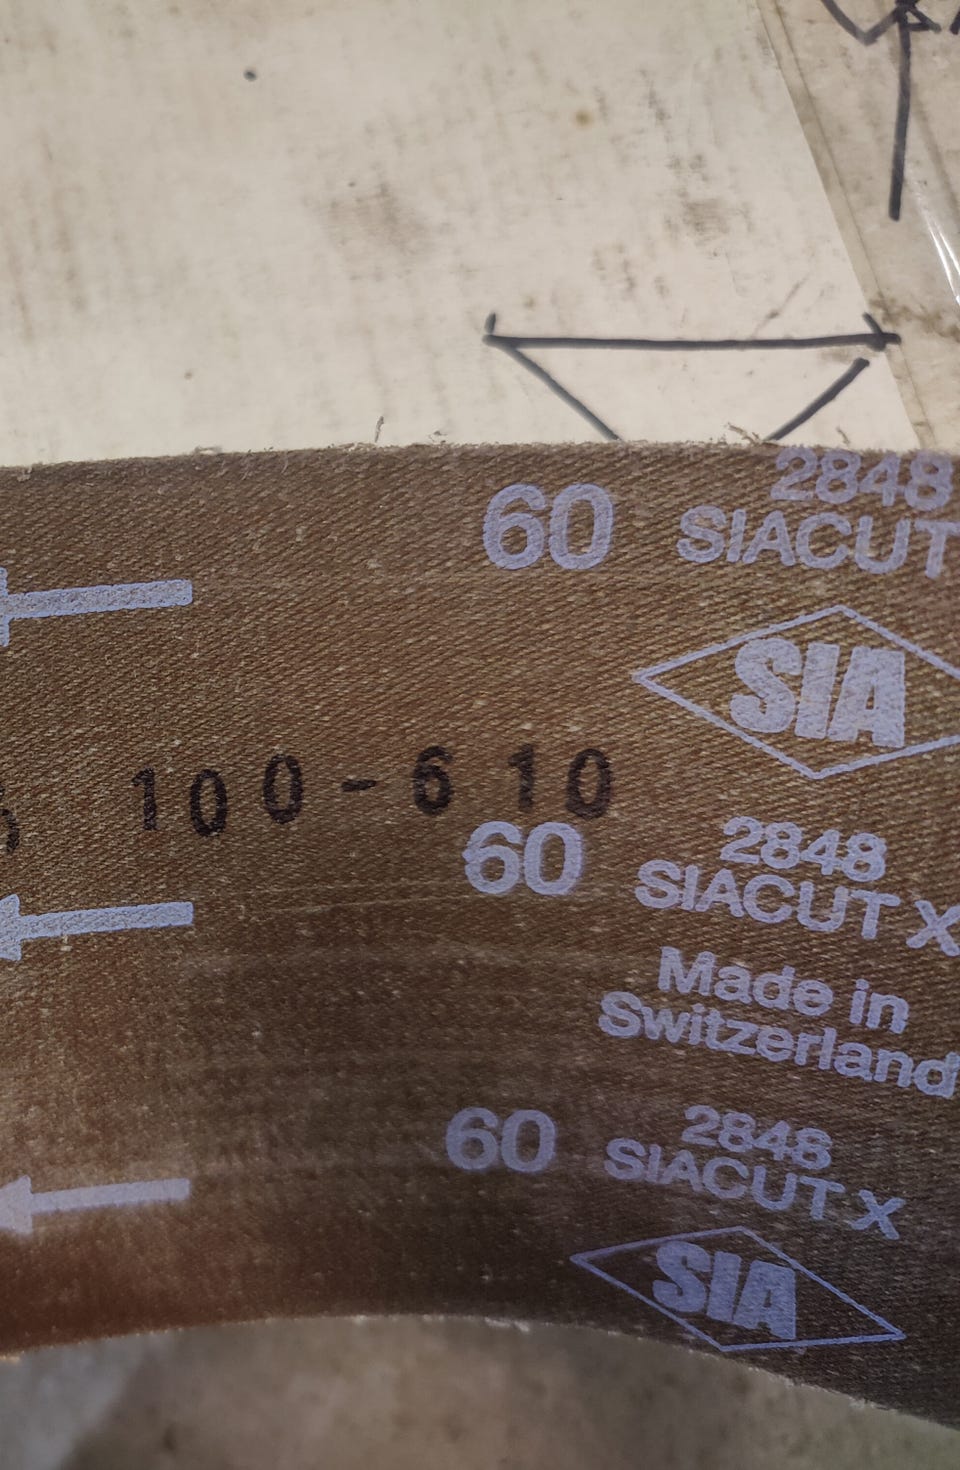 60
2848
SIACUT
SIA
100-610
60
2848
SIACUT X
Made in
Switzerland
60
2848
SIACUT X
SIA